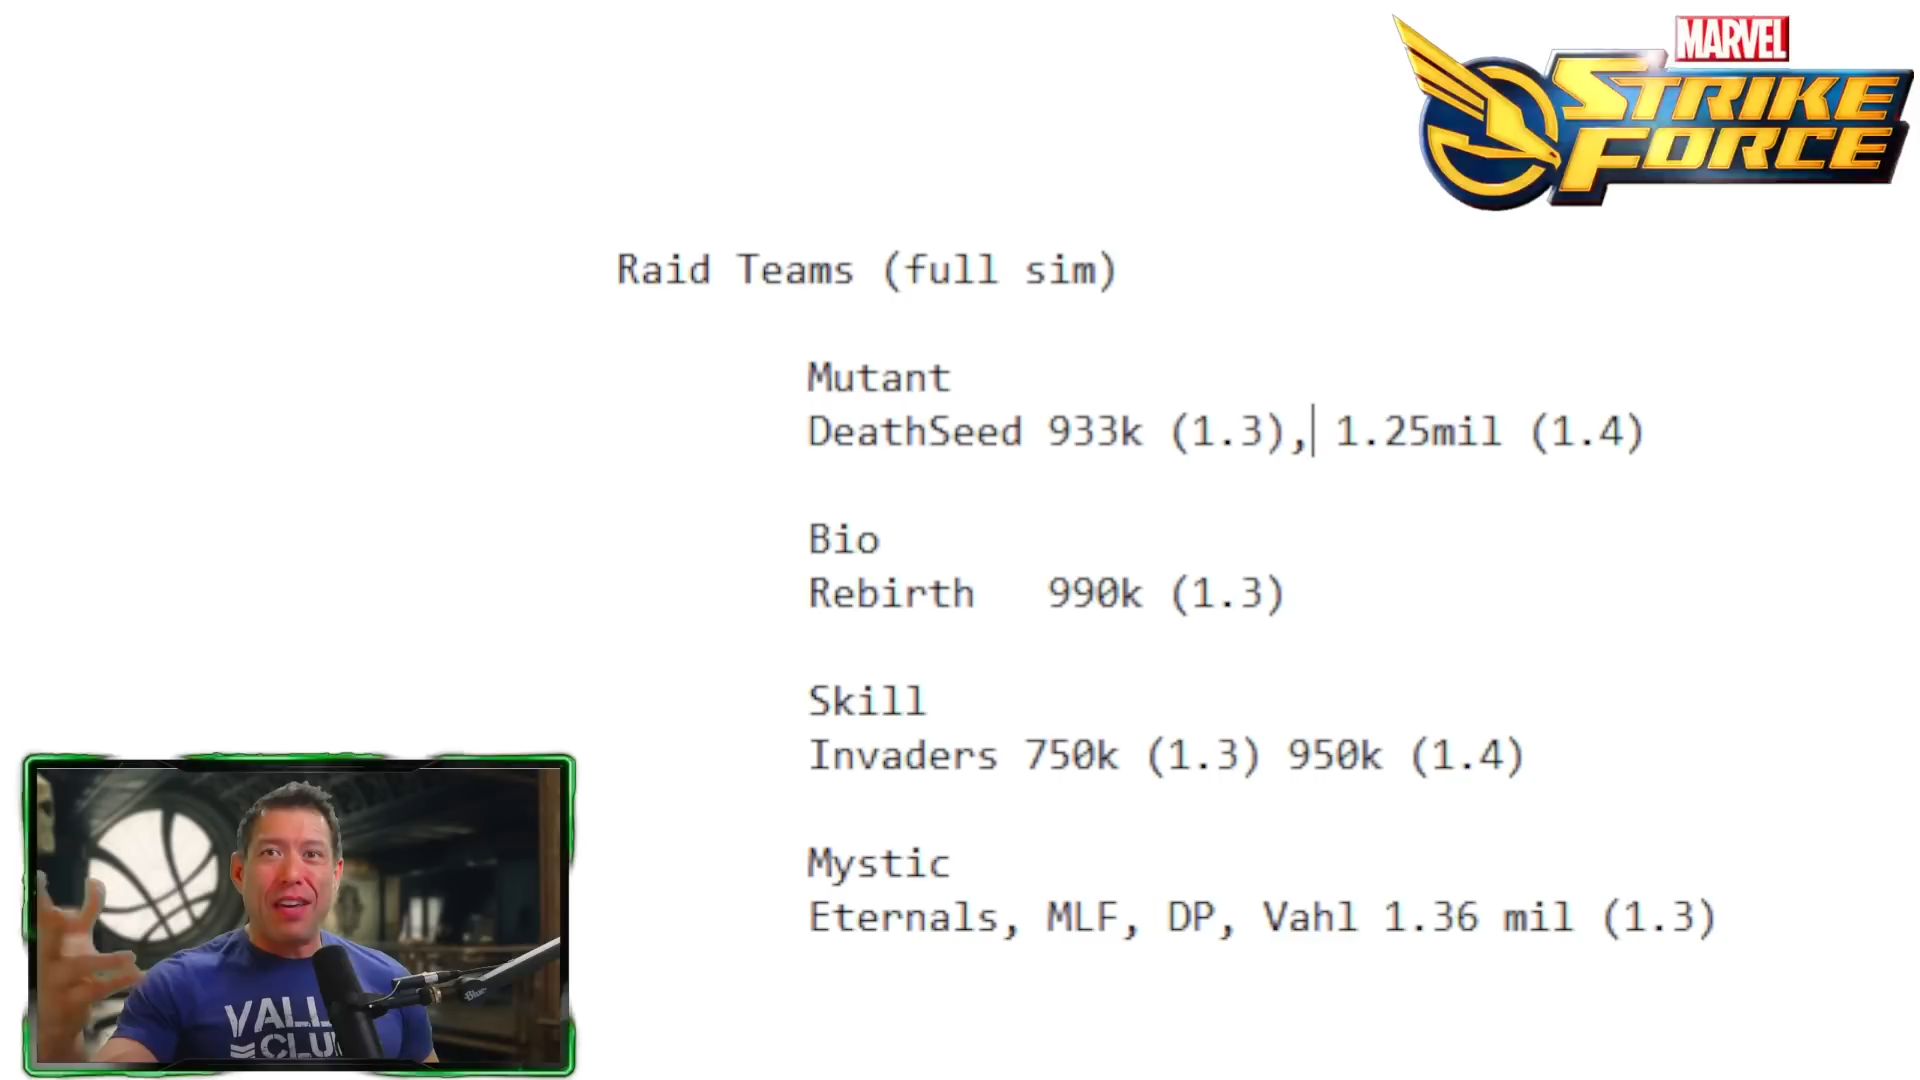 MARVEL
STRIKE
FORCE
Raid Teams (full sim)
Mutant
DeathSeed 933k (1.3), 1.25mil (1.4)
Bio
Rebirth 990k (1.3)
Skill
Invaders 750k (1.3) 950k (1.4)
Mystic
Eternals, MLF, DP, Vahl 1.36 mil (1.3)
Blue